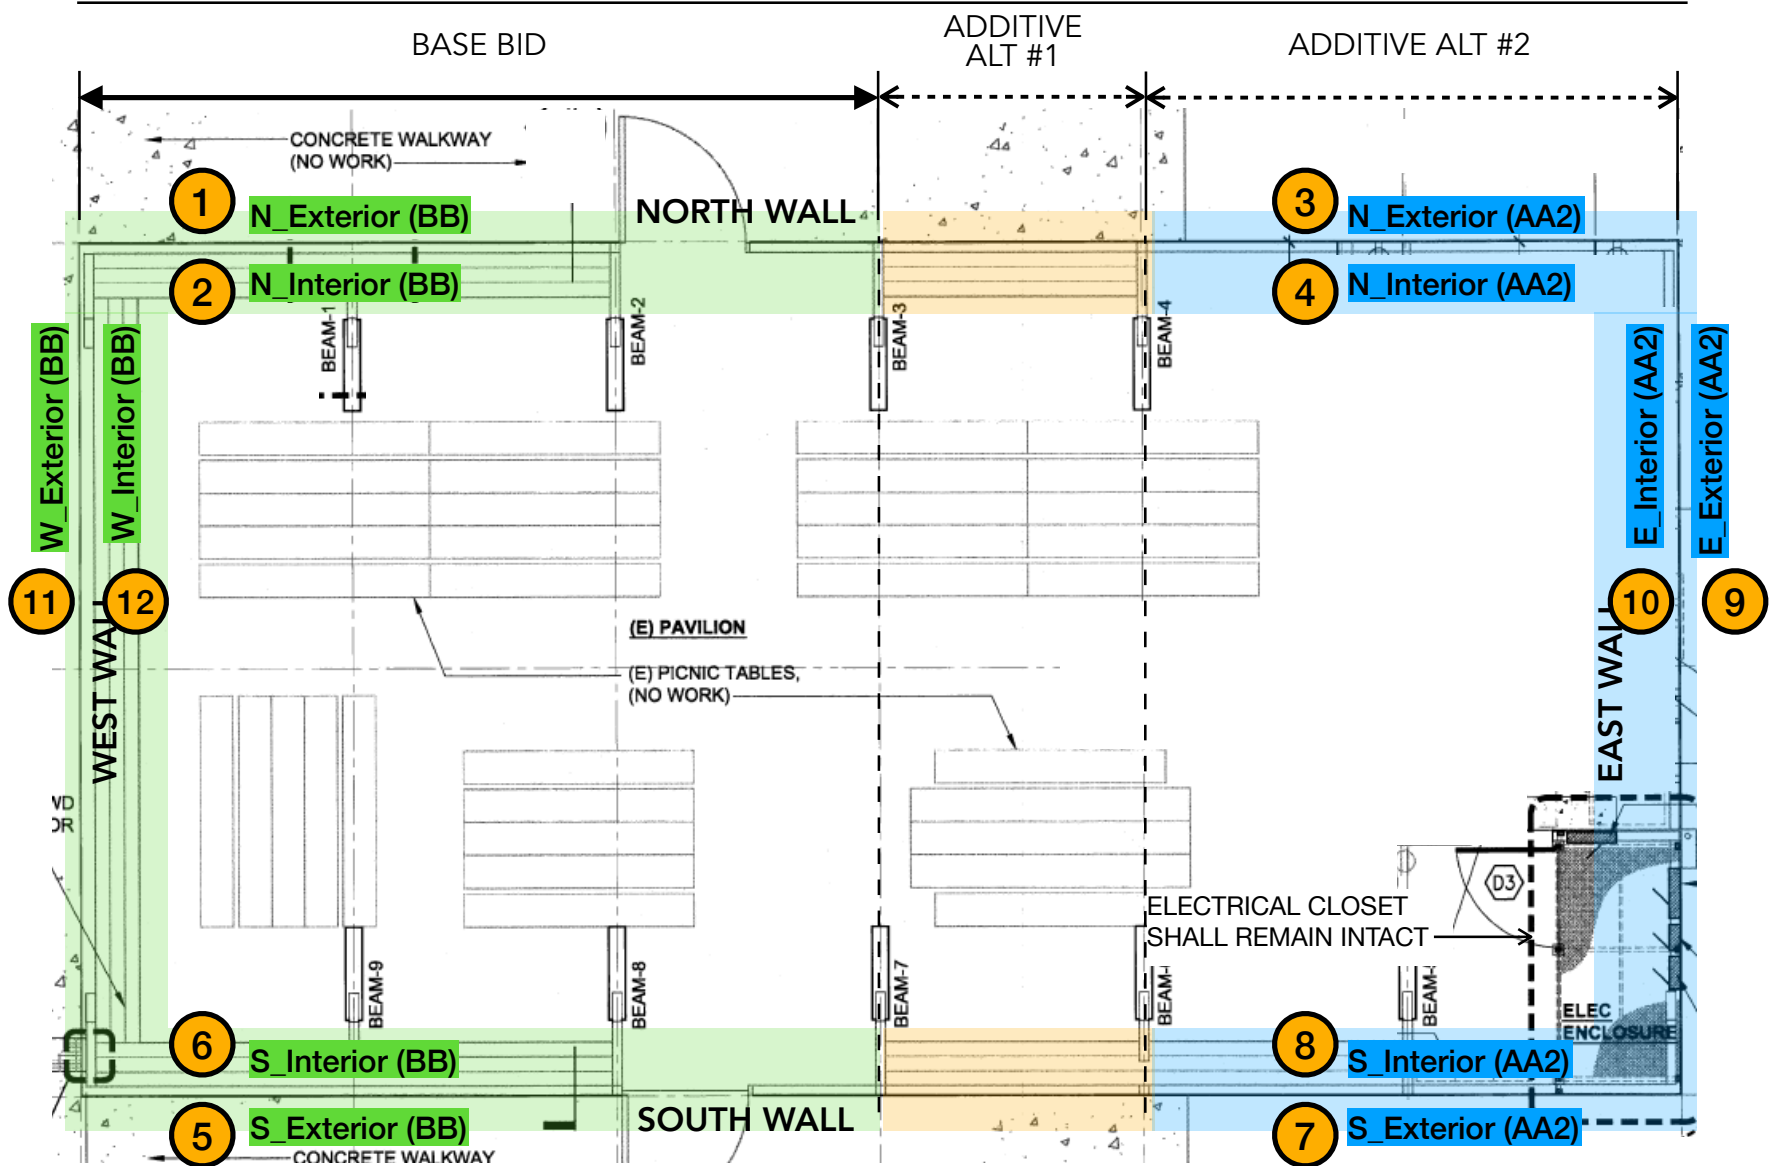 BASE BID
ADDITIVE
ALT #1
ADDITIVE ALT #2
CONCRETE WALKWAY
(NO WORK)
1
N_Exterior (BB)
NORTH WALL
3
N_Exterior (AA2)
2
N_Interior (BB)
4
N_Interior (AA2)
BEAM-1
BEAM-2
BEAM-3
BEAM-4
W_Exterior (BB)
W_Interior (BB)
E_Interior (AA2)
E_Exterior (AA2)
11
12
10
9
WEST WALL
EAST WALL
(E) PAVILION
(E) PICNIC TABLES,
(NO WORK)
D3
ELECTRICAL CLOSET
SHALL REMAIN INTACT
BEAM-9
BEAM-8
BEAM-7
BEAM-
BEAM-
ELEC
ENCLOSURE
6
S_Interior (BB)
8
S_Interior (AA2)
5
S_Exterior (BB)
SOUTH WALL
7
S_Exterior (AA2)
CONCRETE WALKWAY